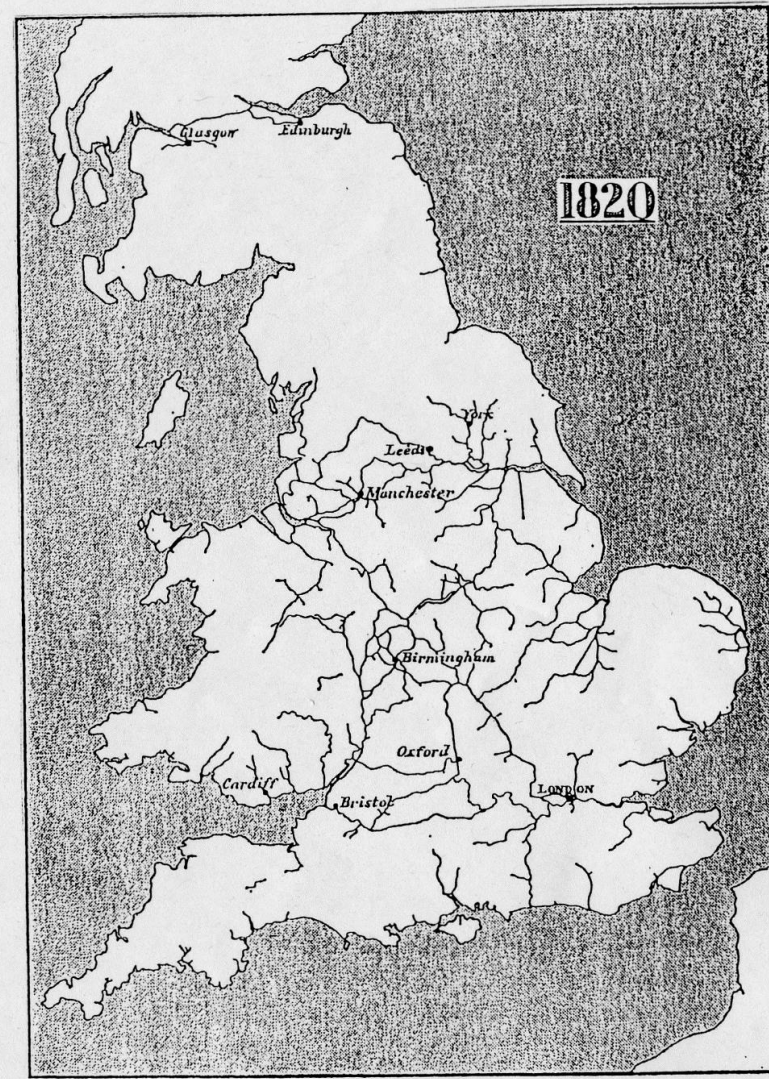 Glasgow
Edinburgh
1820
York
Leeds
Manchester
Birmingham
Oxford
Cardiff
LONDON
Bristol